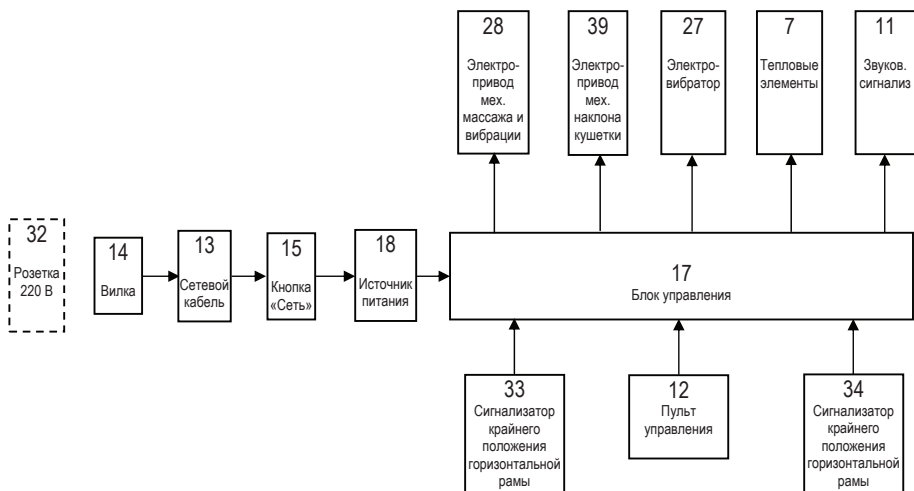 28
Электро-
привод
мех.
массажа и
вибрации
39
Электро-
привод
мех.
наклона
кушетки
27
Электро-
вибратор
7
Тепловые
элементы
11
Звуков.
сигнализ
32
Розетка
220 В
14
Вилка
13
Сетевой
кабель
15
Кнопка
«Сеть»
18
Источник
питания
17
Блок управления
33
Сигнализатор
крайнего
положения
горизонтальной
рамы
12
Пульт
управления
34
Сигнализатор
крайнего
положения
горизонтальной
рамы